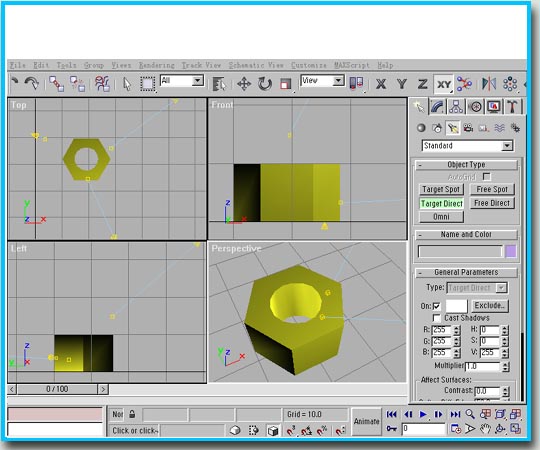 File Edit Tools Group Views Rendering Track View Schematic View Customize MAXScript Help
All View X Y Z XY
Top Front
Standard
Object Type
AutoGrid
Target Spot Free Spot
Target Direct Free Direct
Omni
Name and Color
Left Perspective
General Parameters
Type: Target Direct
On: Exclude..
Cast Shadows
R: 255 H: 0
G: 255 S: 0
B: 255 V: 255
Multiplier: 1.0
Affect Surfaces:
Contrast: 0.0
0 / 100
Grid = 10.0
Click or click-
Animate
0